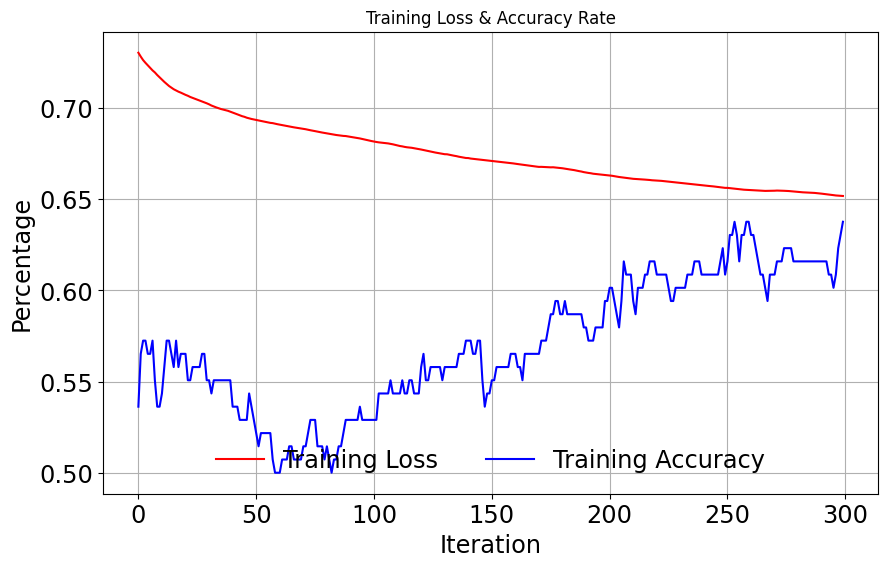 Training Loss & Accuracy Rate
Percentage
0.70
0.65
0.60
0.55
0.50
Training Loss Training Accuracy
0 50 100 150 200 250 300
Iteration